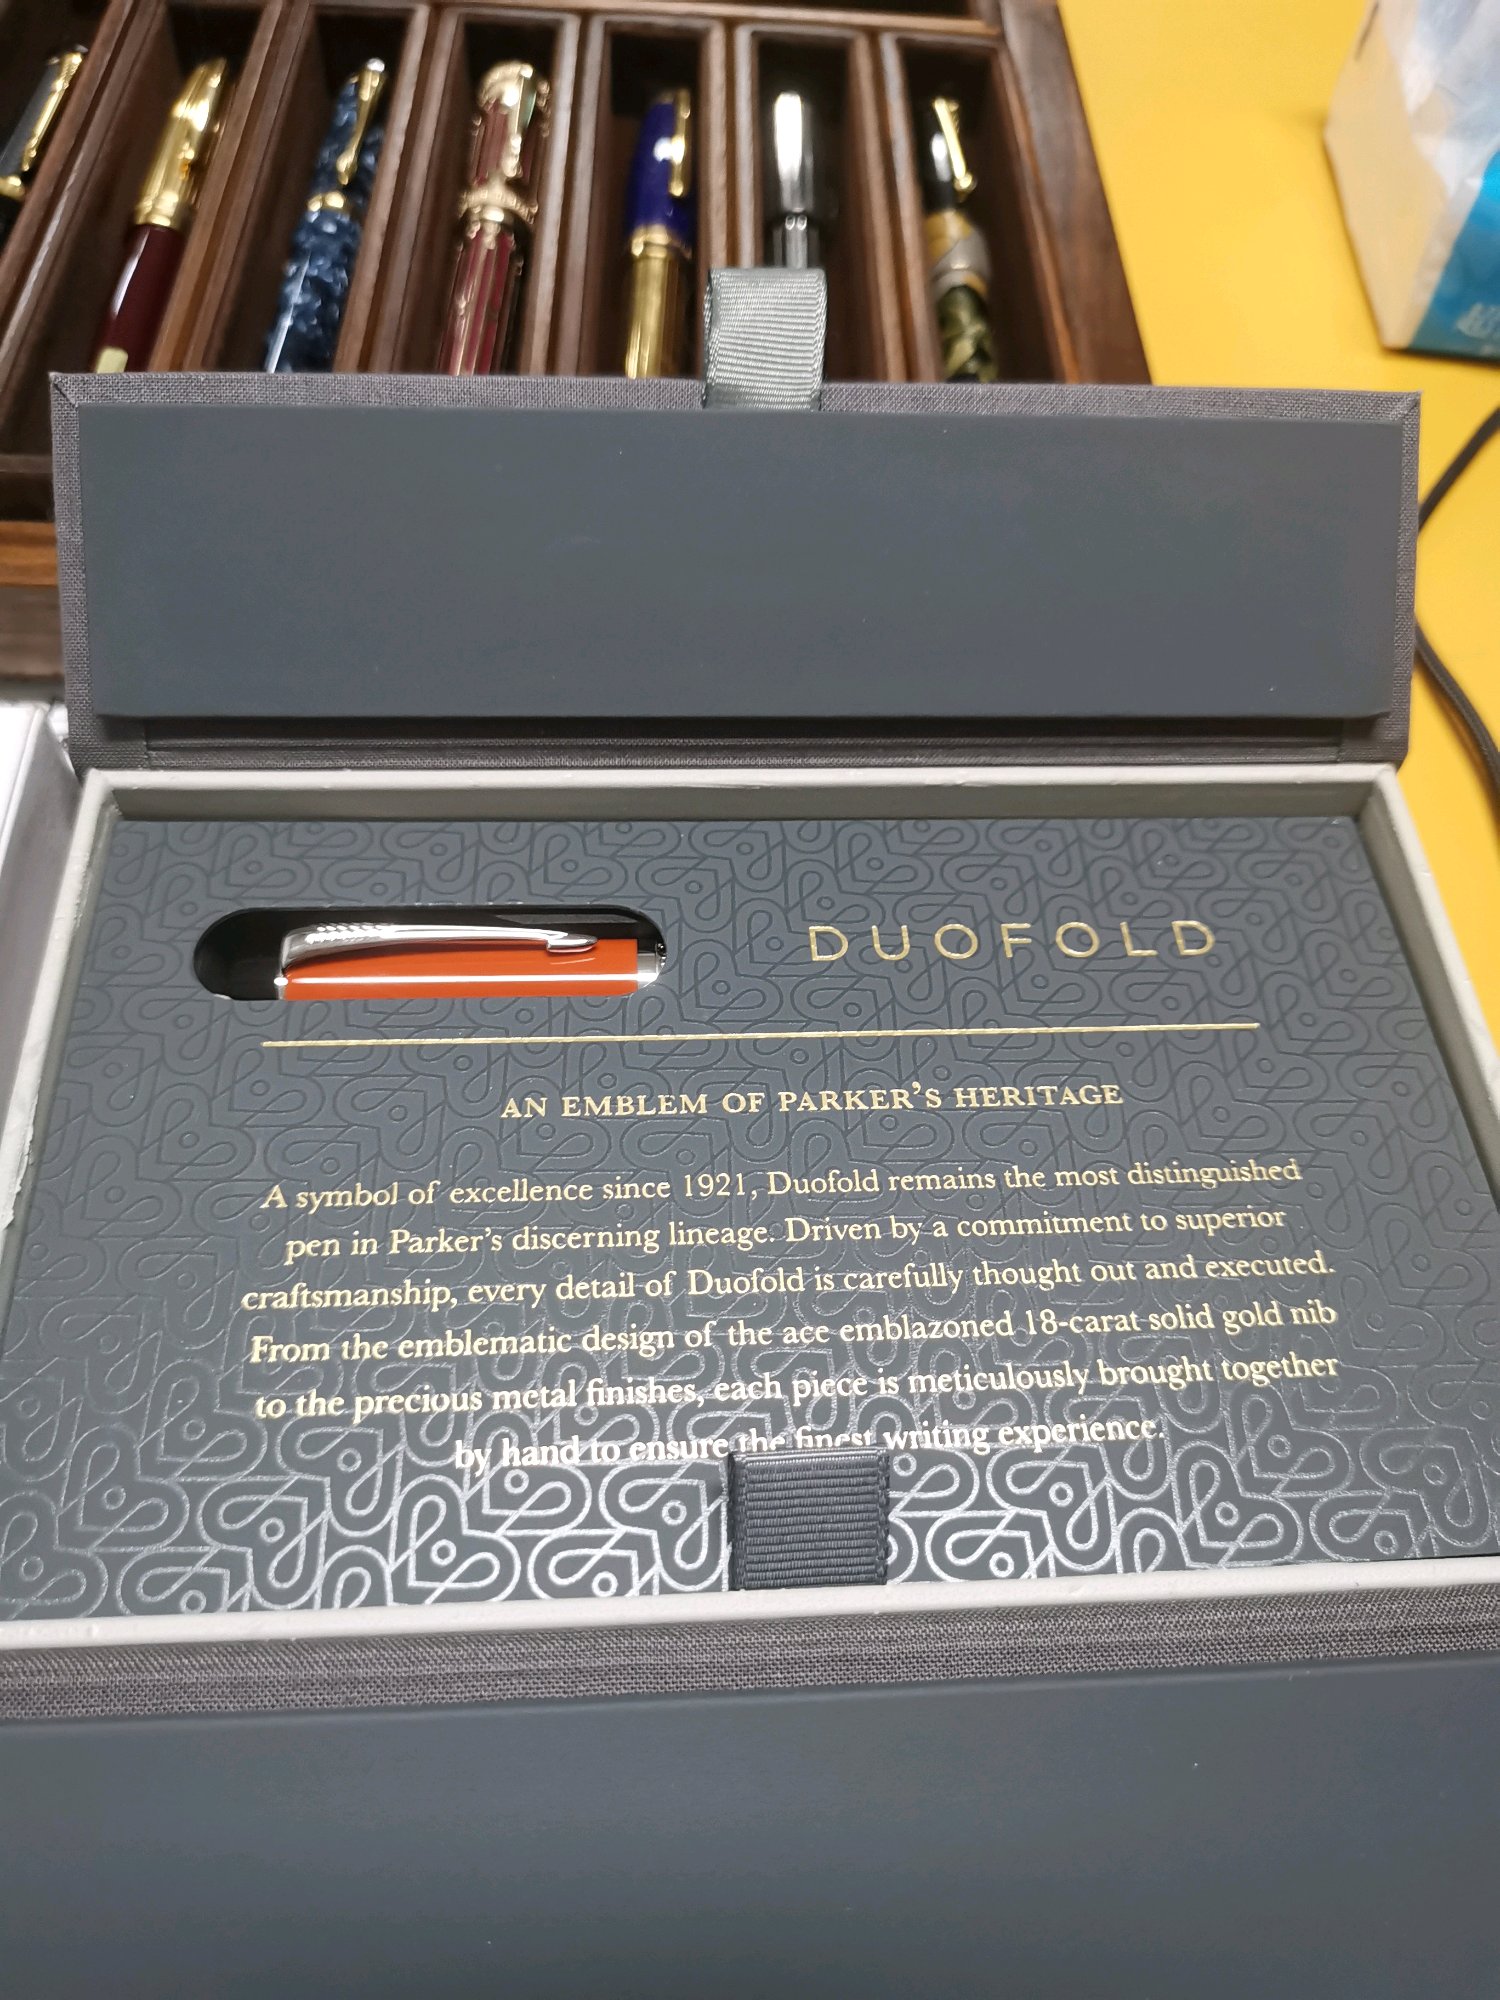 DUOFOLD
AN EMBLEM OF PARKER'S HERITAGE
A symbol of excellence since 1921, Duofold remains the most distinguished
pen in Parker's discerning lineage. Driven by a commitment to superior
craftsmanship, every detail of Duofold is carefully thought out and executed.
From the emblematic design of the ace emblazoned 18-carat solid gold nib
to the precious metal finishes, each piece is meticulously brought together
by hand to ensure the finest writing experience.